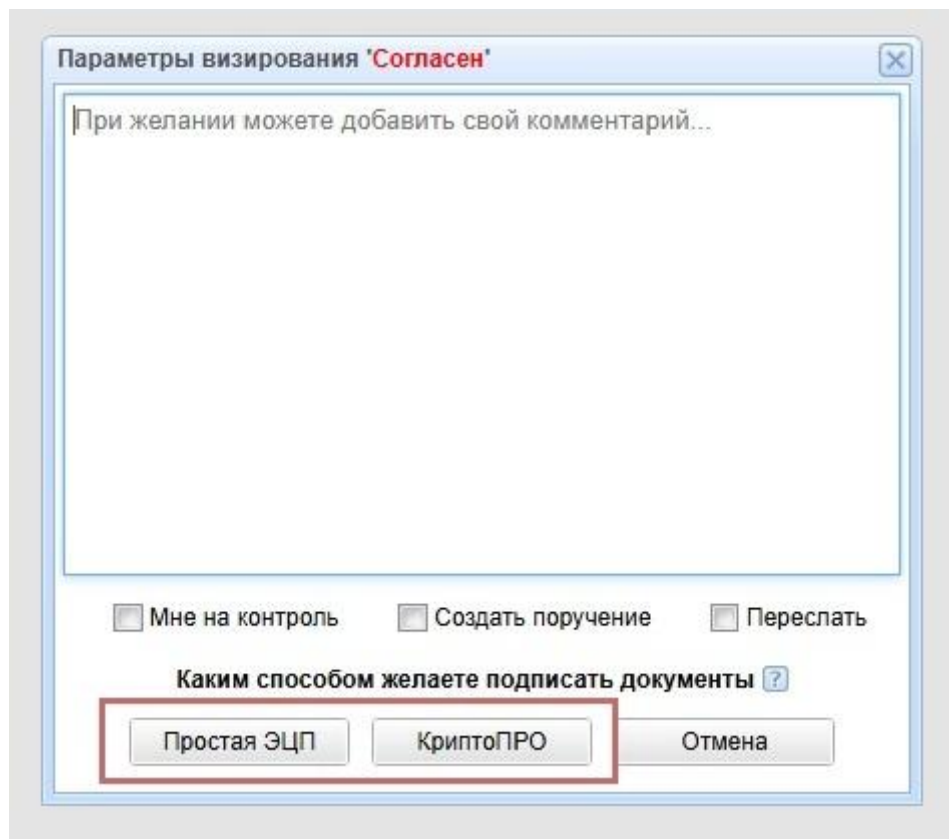 Параметры визирования 'Согласен'
При желании можете добавить свой комментарий...
Мне на контроль Создать поручение Переслать
Каким способом желаете подписать документы ?
Простая ЭЦП КриптоПРО Отмена